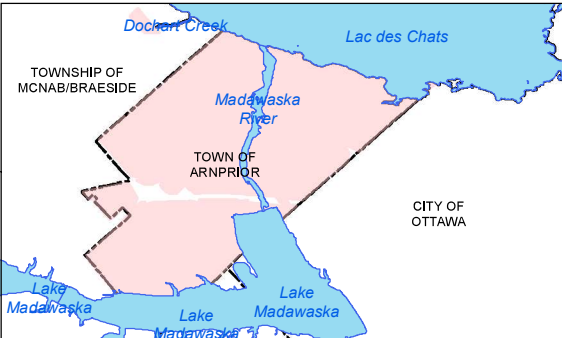 Dochart Creek
Lac des Chats
TOWNSHIP OF
MCNAB/BRAESIDE
Madawaska
River
TOWN OF
ARNPRIOR
CITY OF
OTTAWA
Lake
Madawaska
Lake
Madawaska
Lake
Madawaska